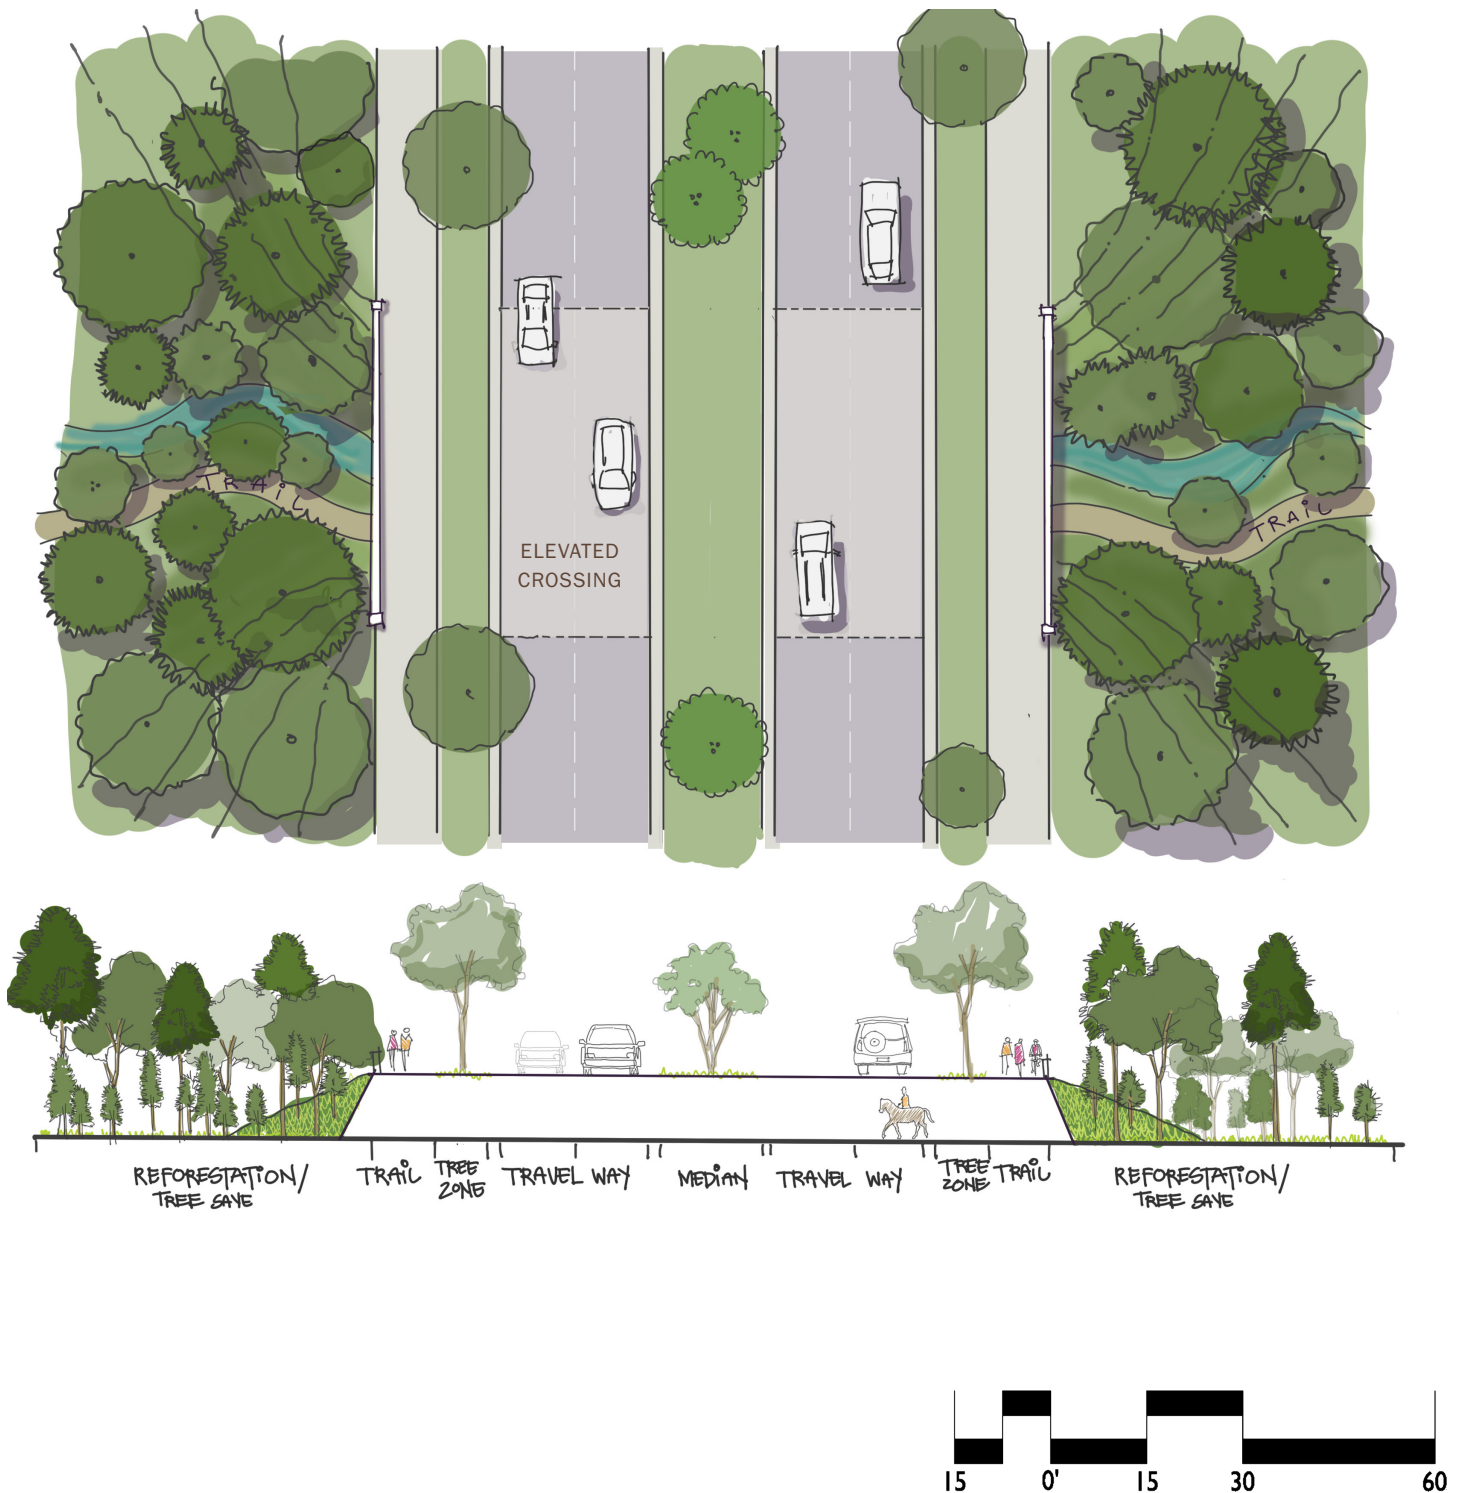 TRAIL
TRAIL
ELEVATED
CROSSING
REFORESTATION/
TREE SAVE
TRAIL
TREE
ZONE
TRAVEL WAY
MEDIAN
TRAVEL WAY
TREE
ZONE
TRAIL
REFORESTATION/
TREE SAVE
15 0' 15 30 60